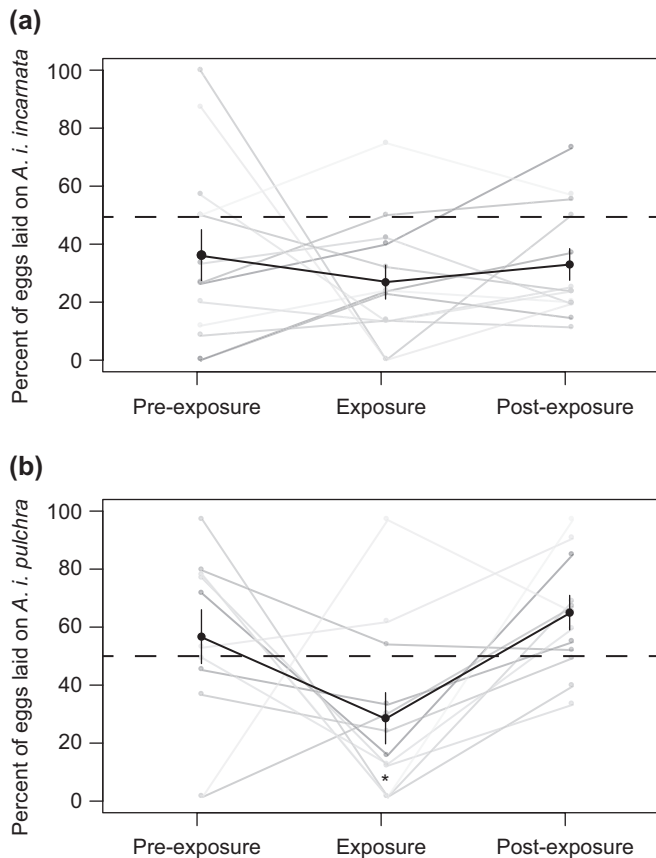 (a)
Percent of eggs laid on A. i. incarnata
100
80
60
40
20
0
Pre-exposure Exposure Post-exposure
(b)
Percent of eggs laid on A. i. pulchra
100
80
60
40
20
0
*
Pre-exposure Exposure Post-exposure